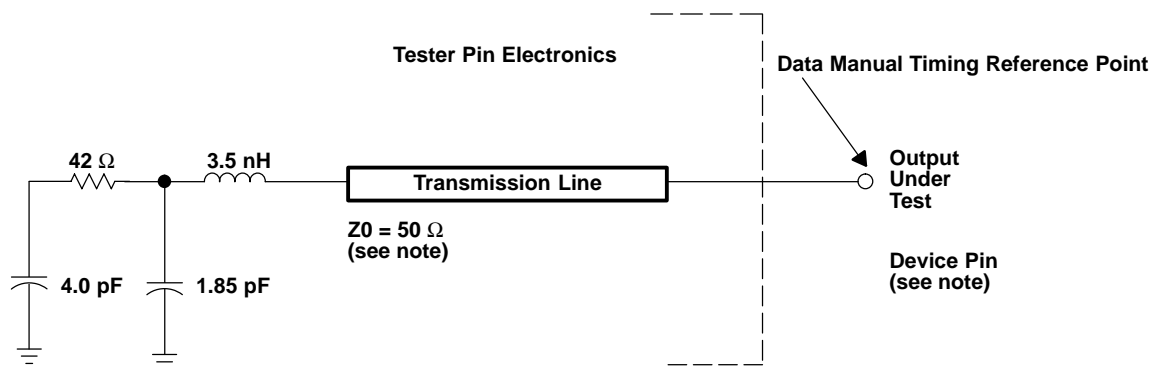 Tester Pin Electronics
Data Manual Timing Reference Point
42 Ω
3.5 nH
Transmission Line
Output
Under
Test
Z0 = 50 Ω
(see note)
Device Pin
(see note)
4.0 pF
1.85 pF